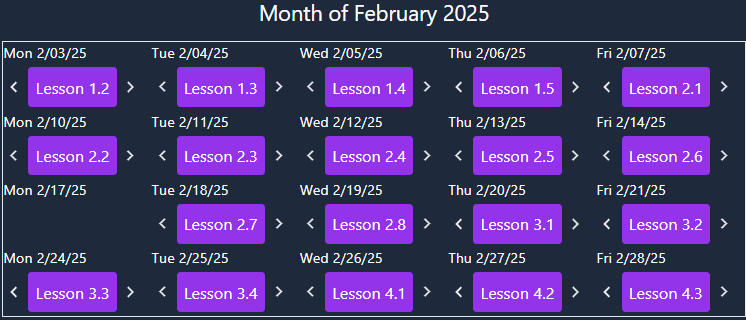 Month of February 2025
Mon 2/03/25 Tue 2/04/25 Wed 2/05/25 Thu 2/06/25 Fri 2/07/25
Lesson 1.2 Lesson 1.3 Lesson 1.4 Lesson 1.5 Lesson 2.1
Mon 2/10/25 Tue 2/11/25 Wed 2/12/25 Thu 2/13/25 Fri 2/14/25
Lesson 2.2 Lesson 2.3 Lesson 2.4 Lesson 2.5 Lesson 2.6
Mon 2/17/25 Tue 2/18/25 Wed 2/19/25 Thu 2/20/25 Fri 2/21/25
Lesson 2.7 Lesson 2.8 Lesson 3.1 Lesson 3.2
Mon 2/24/25 Tue 2/25/25 Wed 2/26/25 Thu 2/27/25 Fri 2/28/25
Lesson 3.3 Lesson 3.4 Lesson 4.1 Lesson 4.2 Lesson 4.3